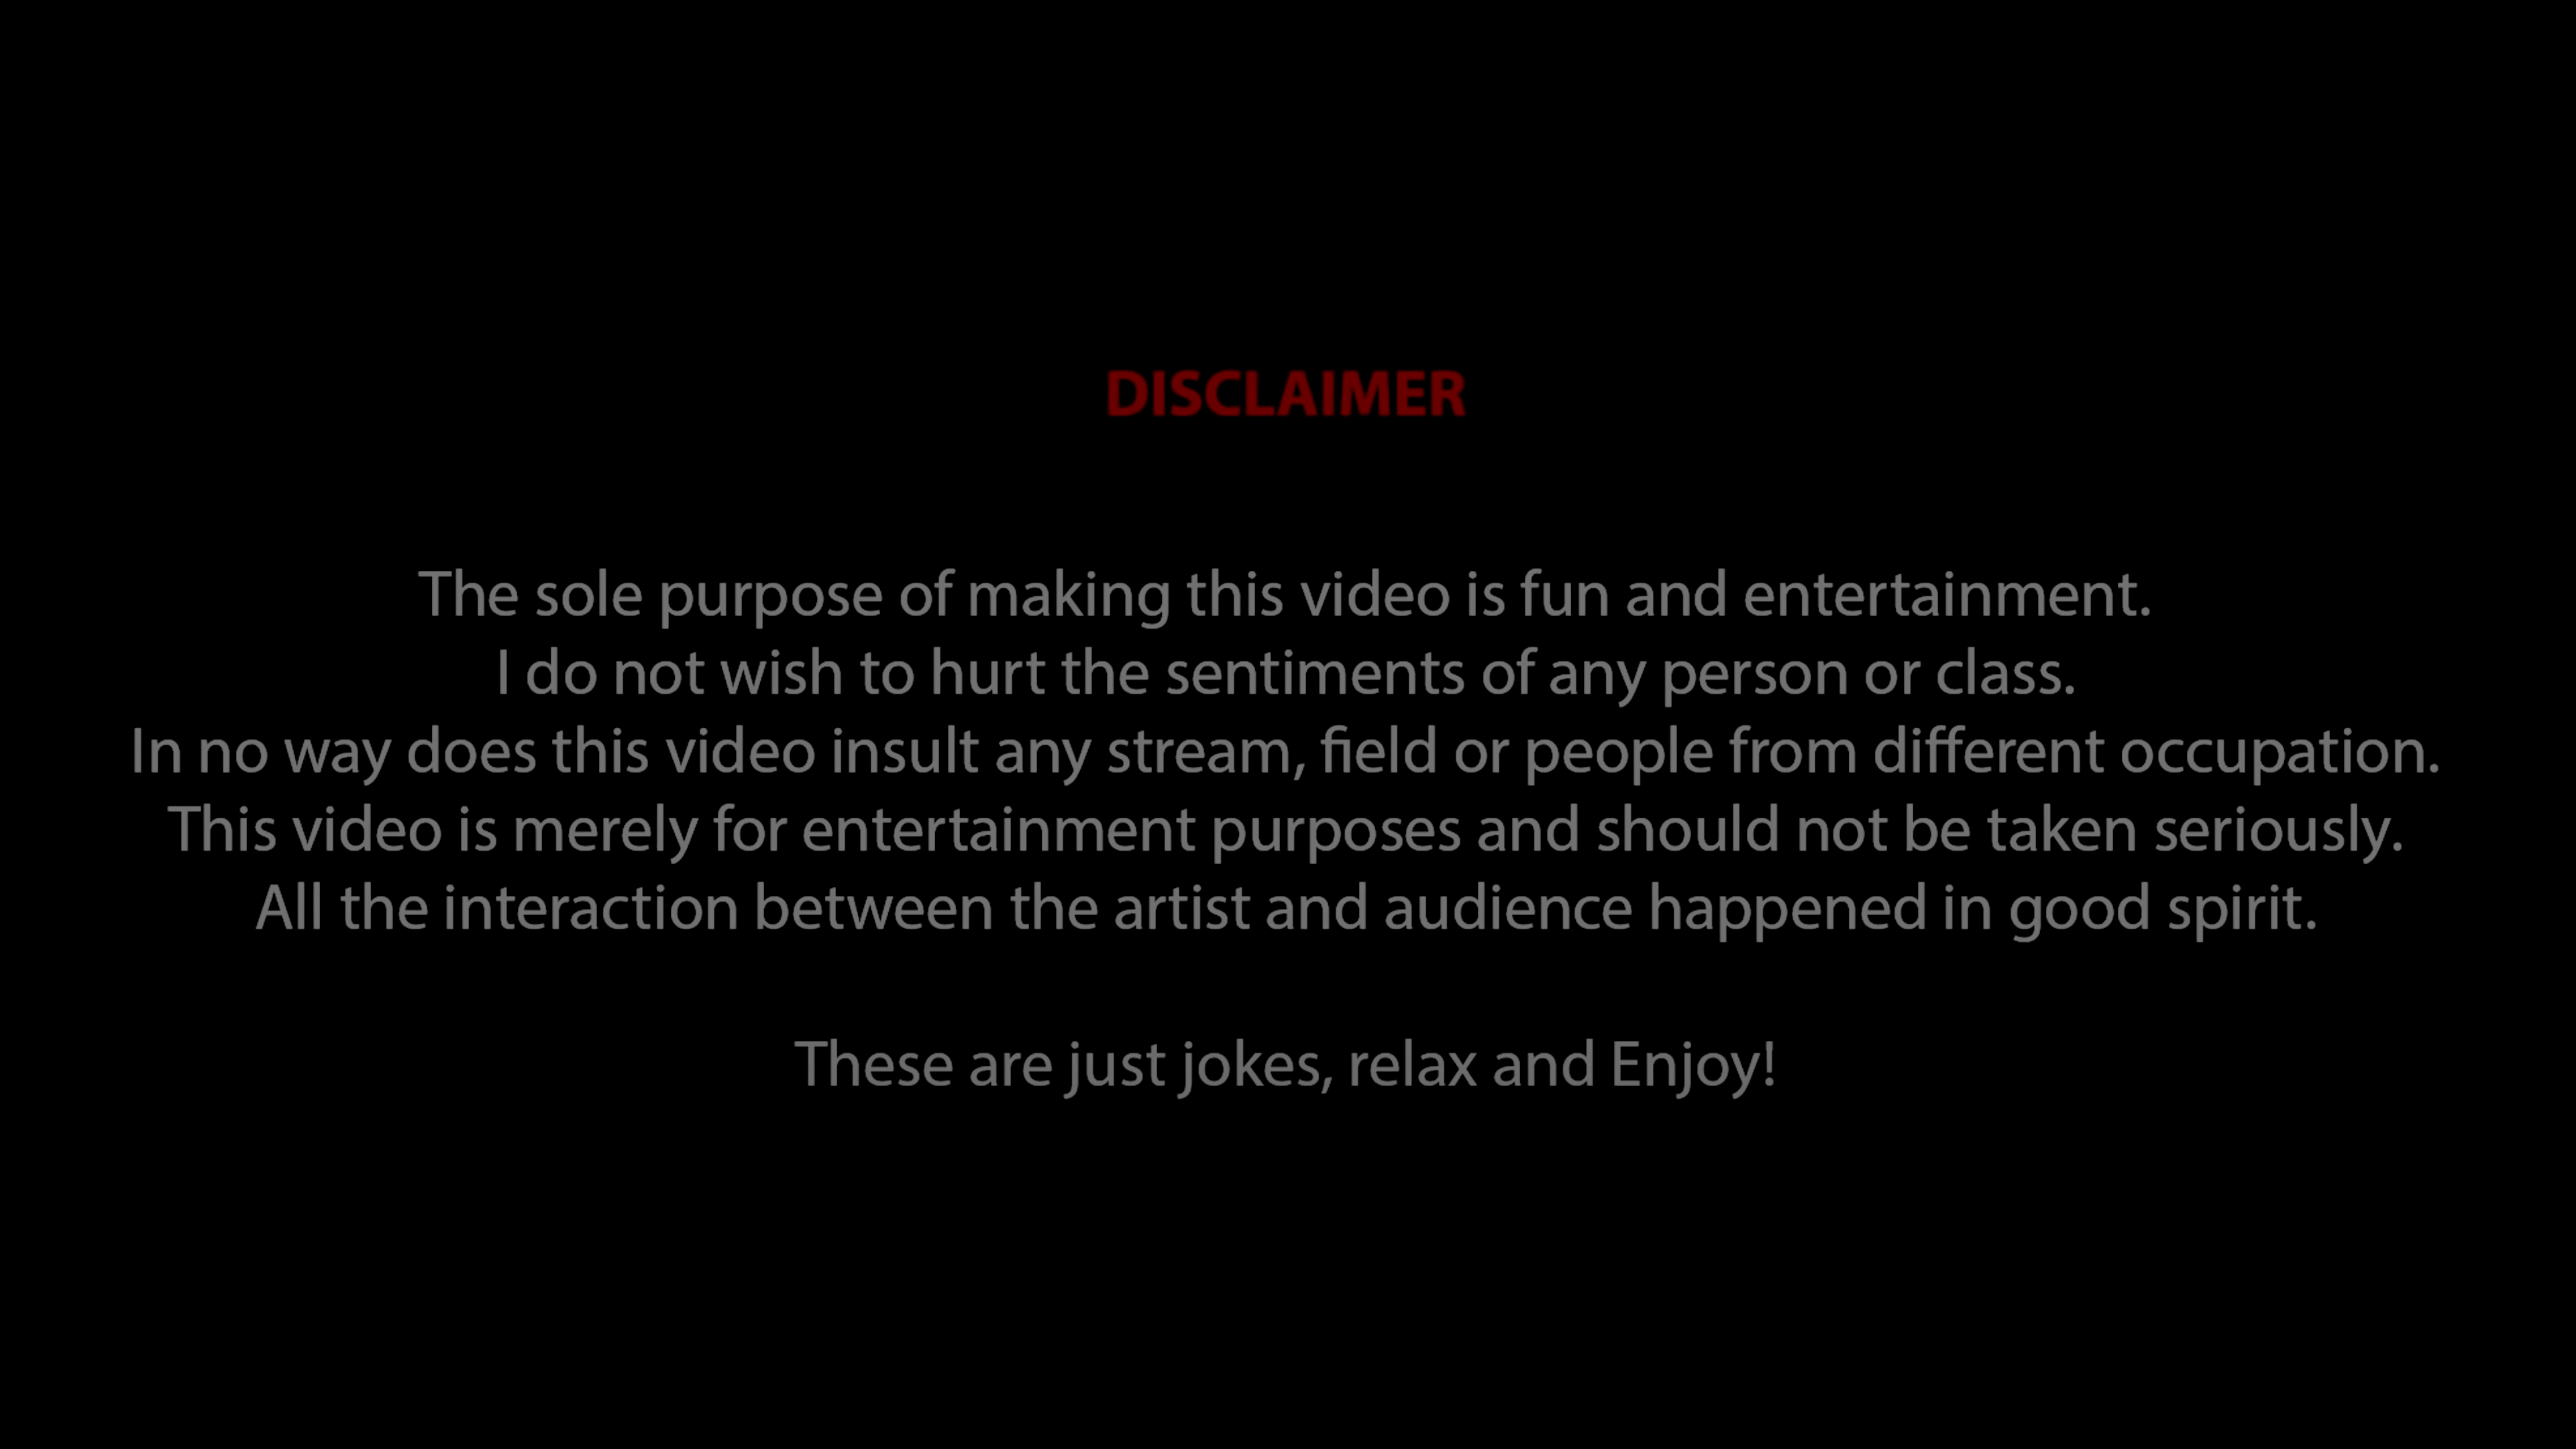 DISCLAIMER
The sole purpose of making this video is fun and entertainment.
I do not wish to hurt the sentiments of any person or class.
In no way does this video insult any stream, field or people from different occupation.
This video is merely for entertainment purposes and should not be taken seriously.
All the interaction between the artist and audience happened in good spirit.
These are just jokes, relax and Enjoy!